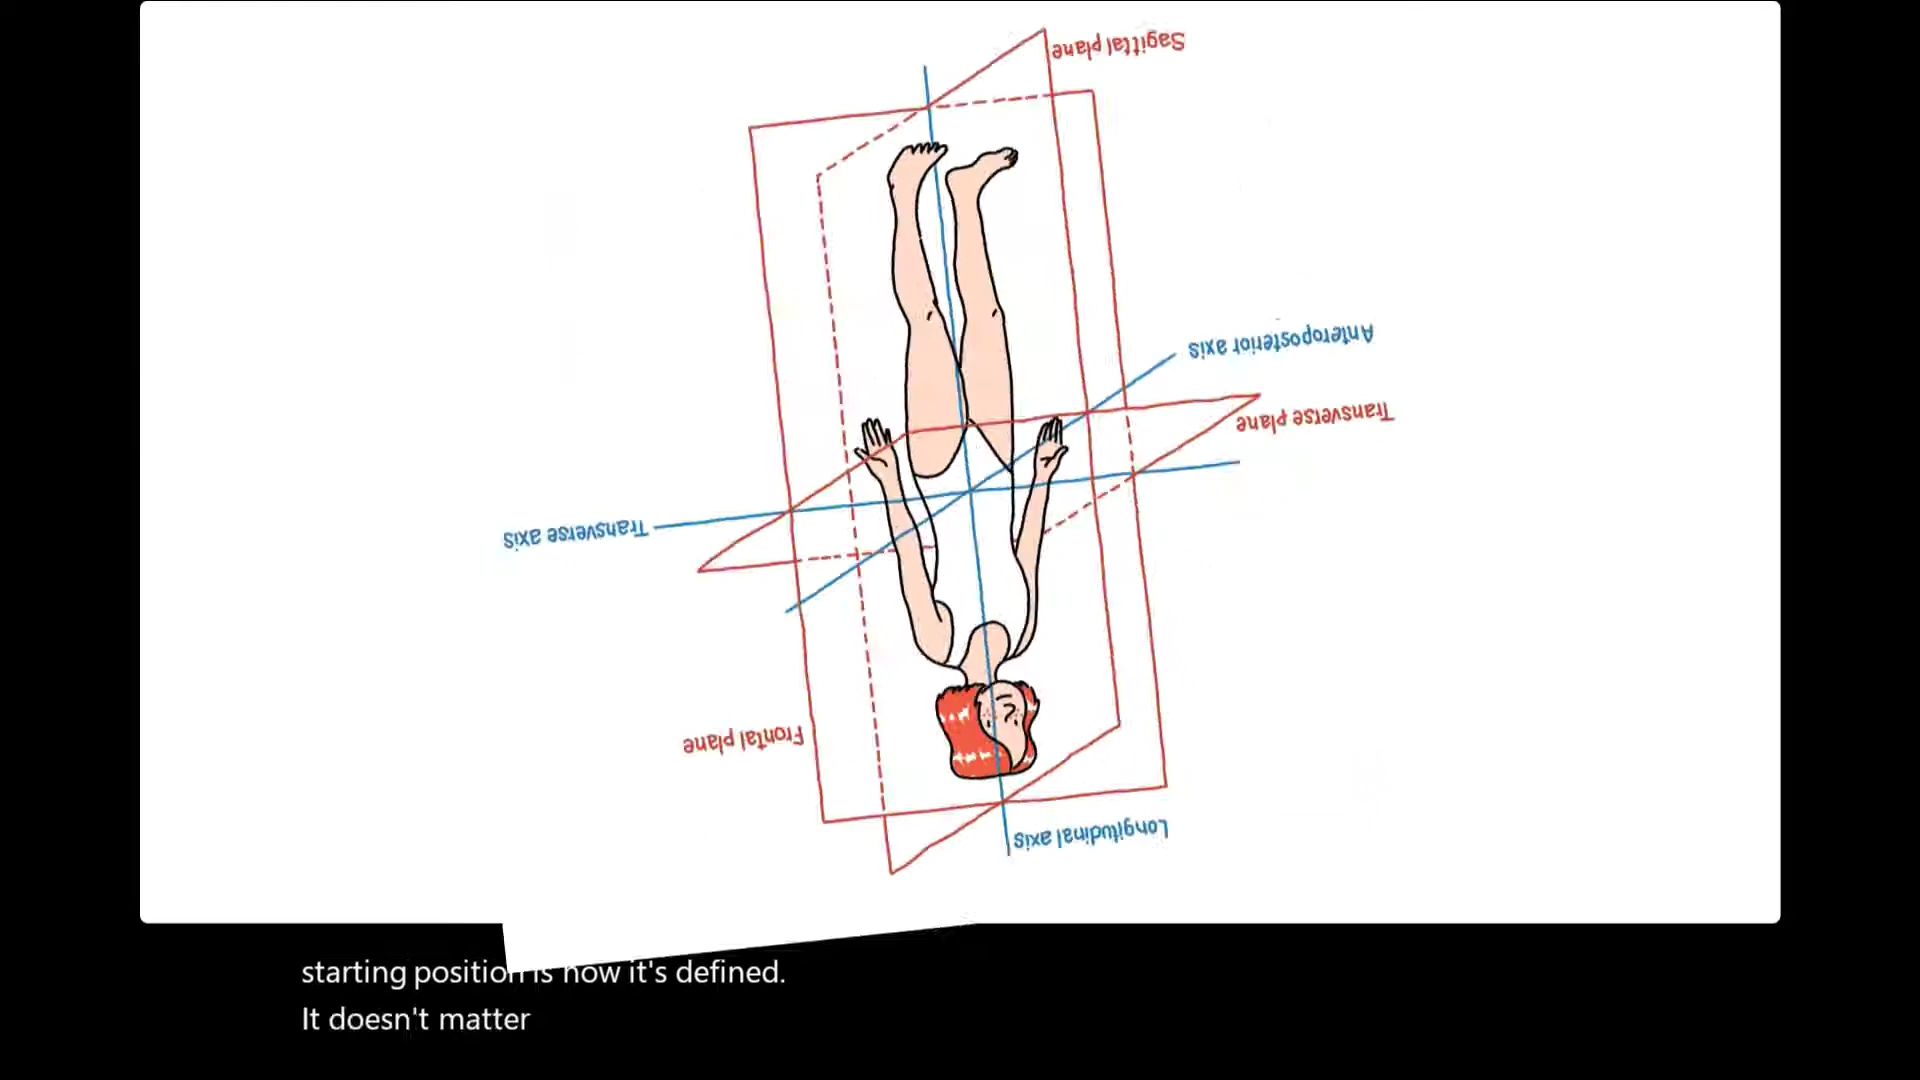 Sagittal plane
Anteroposterior axis
Transverse plane
Transverse axis
Frontal plane
Longitudinal axis
starting position is how it's defined.
It doesn't matter